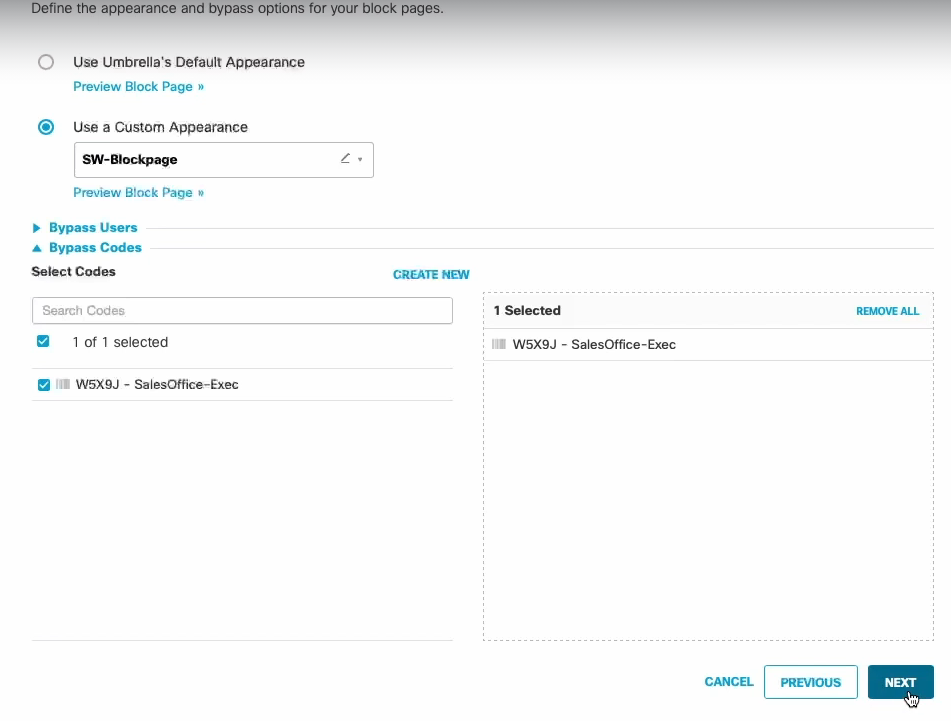 Define the appearance and bypass options for your block pages.
Use Umbrella's Default Appearance
Preview Block Page »
Use a Custom Appearance
SW-Blockpage
Preview Block Page »
Bypass Users
Bypass Codes
Select Codes
CREATE NEW
Search Codes
1 of 1 selected
W5X9J - SalesOffice-Exec
1 Selected
REMOVE ALL
W5X9J - SalesOffice-Exec
CANCEL
PREVIOUS
NEXT